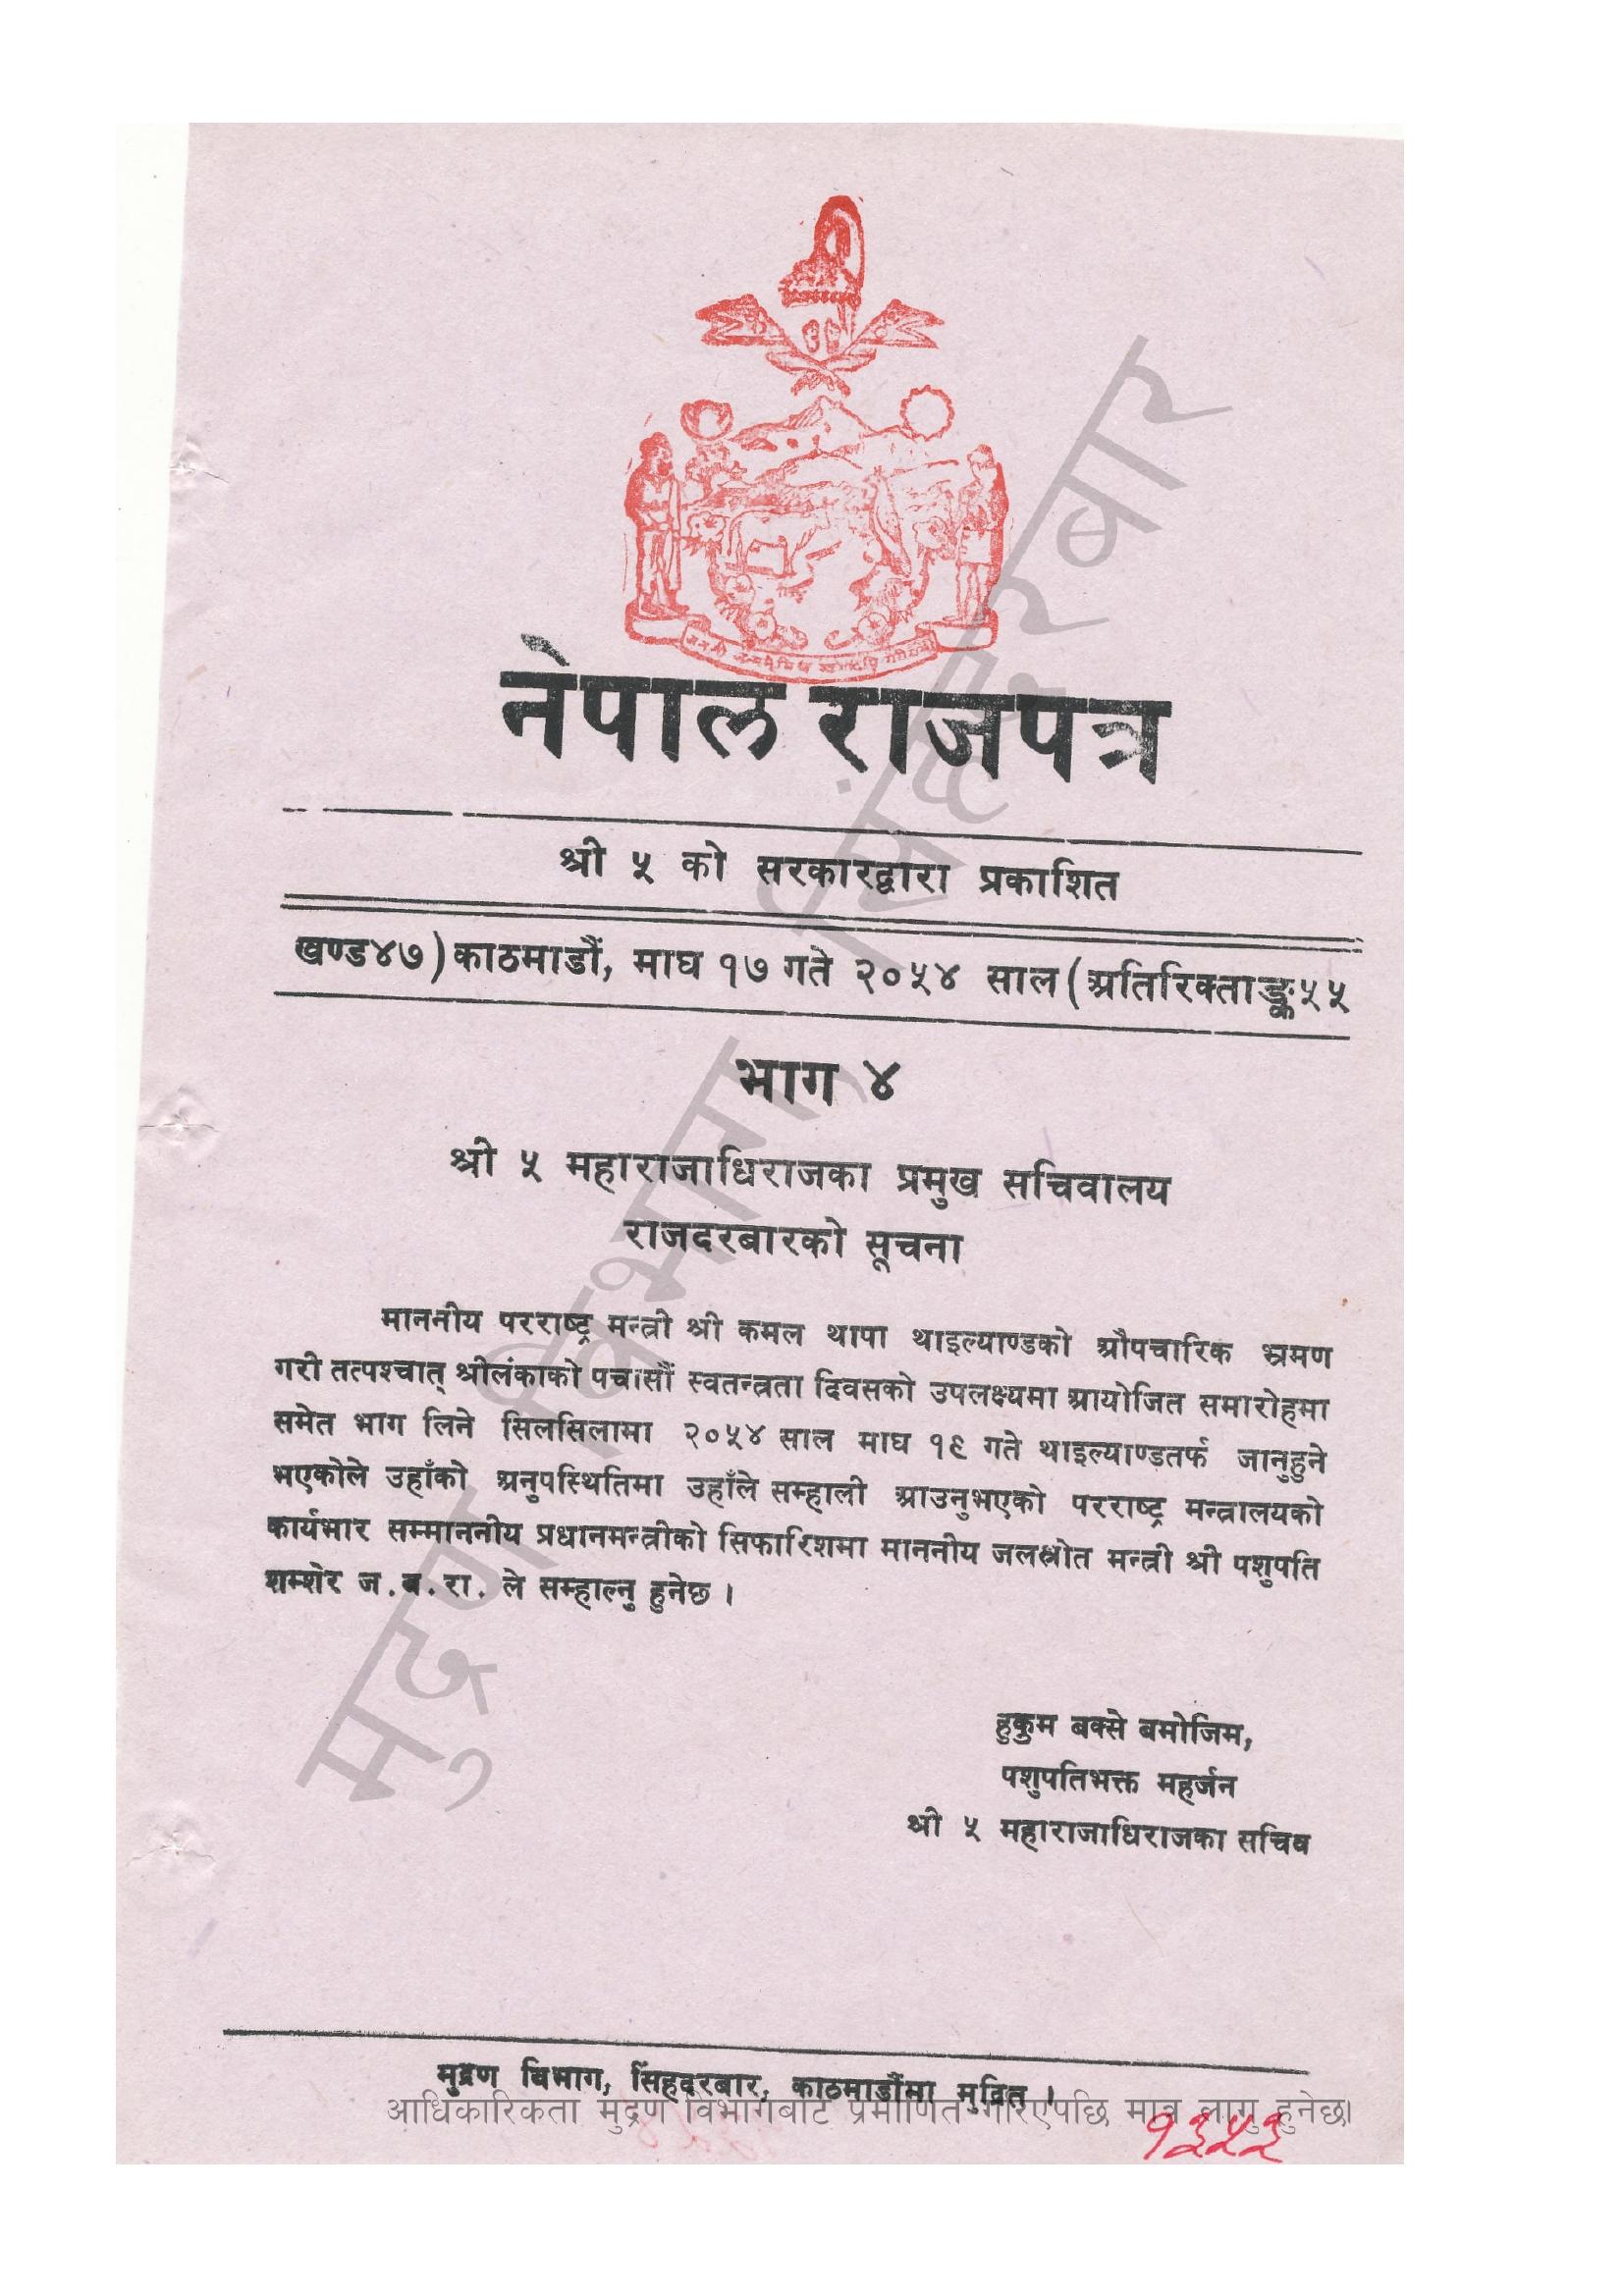 नेपाल राजपत्र
श्री ५ को सरकारद्वारा प्रकाशित
खण्ड४७) काठमाडौं, माघ १७ गते २०५४ साल (अतिरिक्ताङ्क५५
भाग ४
श्री ५ महाराजाधिराजका प्रमुख सचिवालय
राजदरबारको सूचना
माननीय परराष्ट्र मन्त्री श्री कमल थापा थाइल्याण्डको औपचारिक भ्रमण
गरी तत्पश्चात् श्रीलंकाको पचासौं स्वतन्त्रता दिवसको उपलक्ष्यमा आयोजित समारोहमा
समेत भाग लिने सिलसिलामा २०५४ साल माघ १९ गते थाइल्याण्डतर्फ जानुहुने
भएकोले उहाँको अनुपस्थितिमा उहाँले सम्हाली आउनुभएको परराष्ट्र मन्त्रालयको
कार्यभार सम्माननीय प्रधानमन्त्रीको सिफारिशमा माननीय जलस्रोत मन्त्री श्री पशुपति
शम्शेर ज.ब.रा. ले सम्हाल्नु हुनेछ ।
हुकुम बक्से बमोजिम,
पशुपतिभक्त महर्जन
श्री ५ महाराजाधिराजका सचिव
मुद्रण विभाग, सिंहदरबार, काठमाडौंमा मुद्रित ।
आधिकारिकता मुद्रण विभागबाट प्रमाणित गरिएपछि मात्र लागु हुनेछ।
१३५३
मुद्रण विभाग, सिंहदरबार